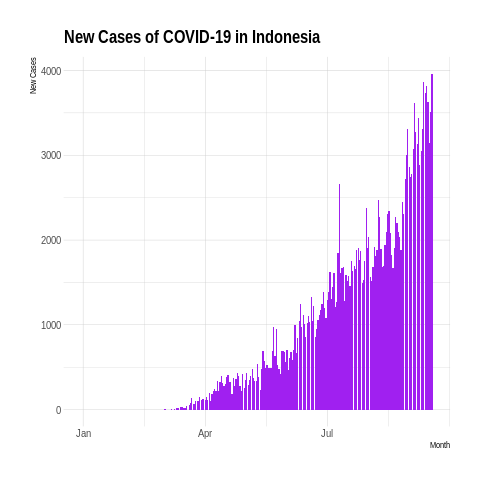 New Cases of COVID-19 in Indonesia
New Cases
4000
3000
2000
1000
0
Jan
Apr
Jul
Month